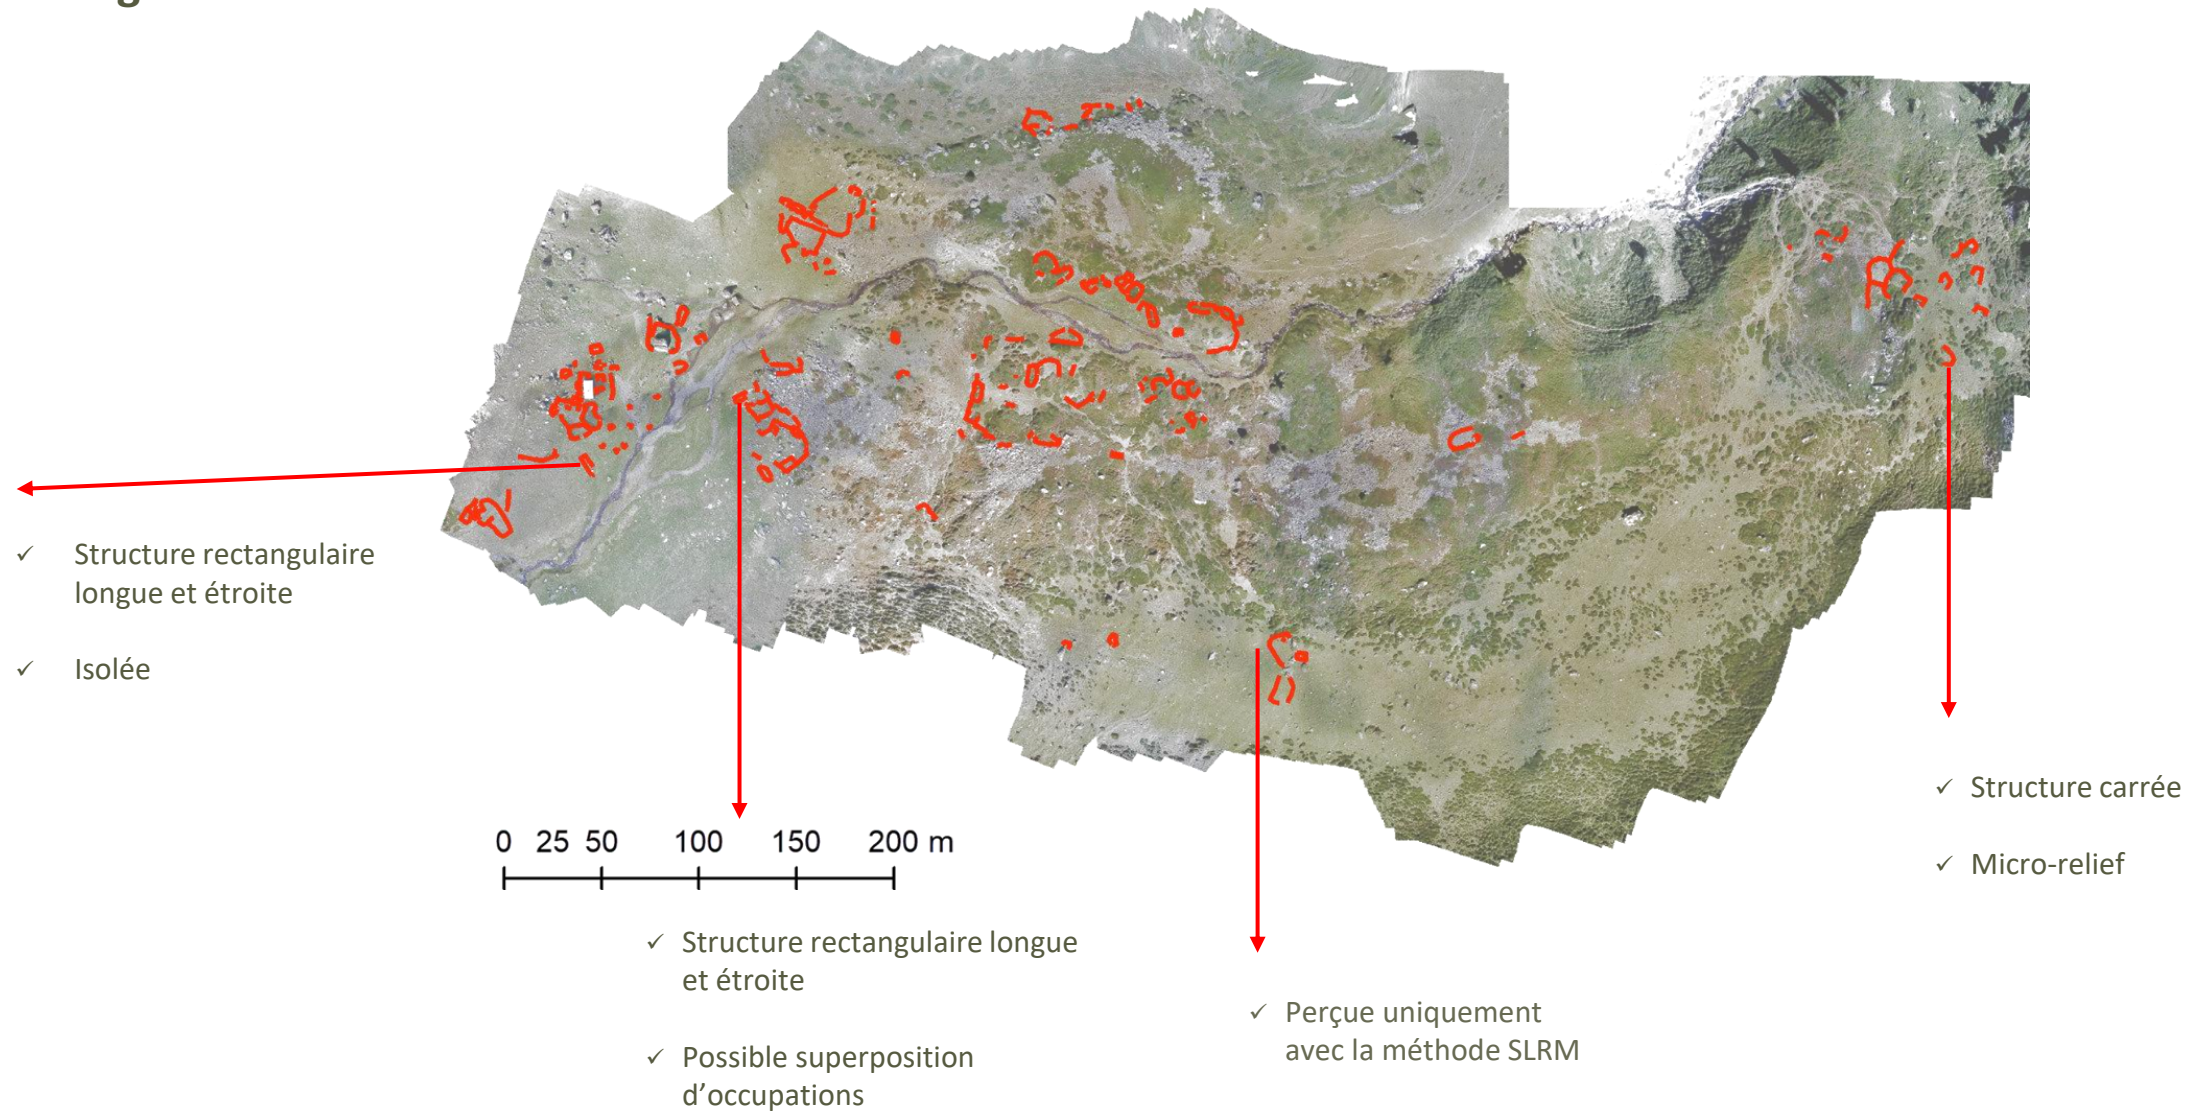 ✓ Structure rectangulaire
longue et étroite
✓ Isolée
0 25 50 100 150 200 m
✓ Structure rectangulaire longue
et étroite
✓ Possible superposition
d’occupations
✓ Perçue uniquement
avec la méthode SLRM
✓ Structure carrée
✓ Micro-relief